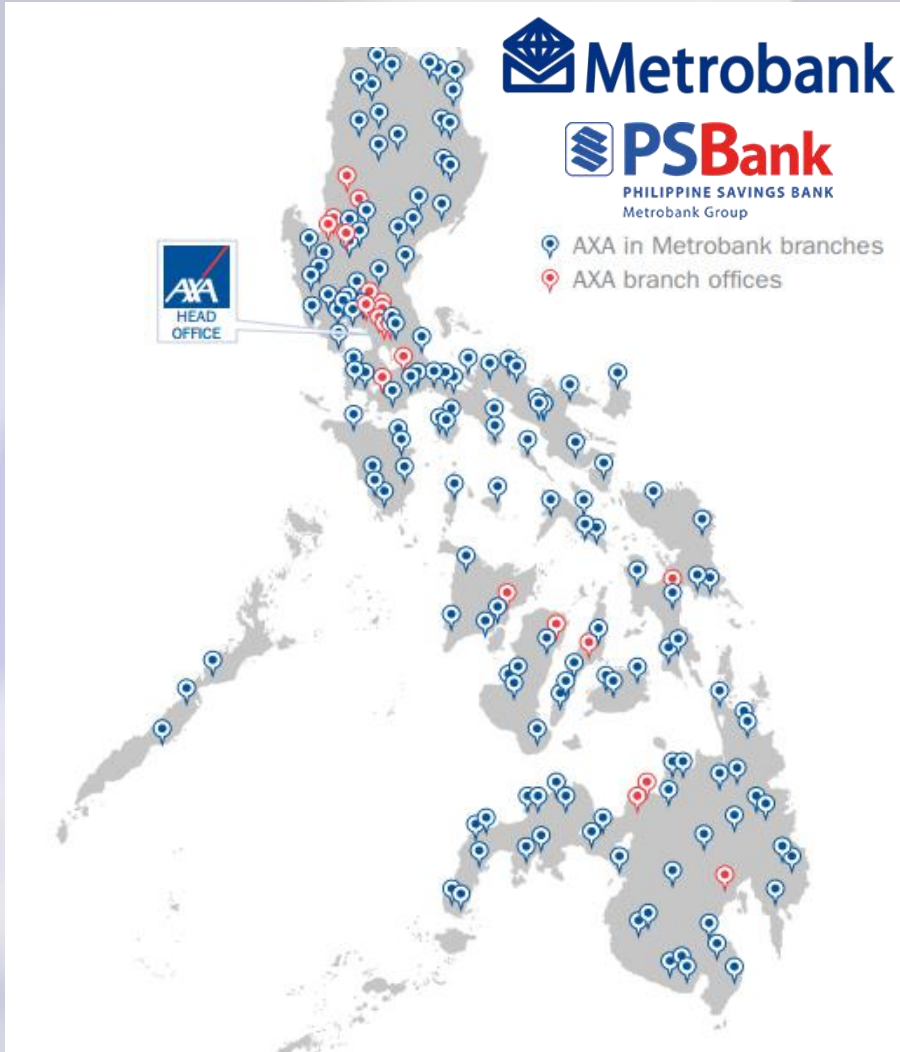 Metrobank
PSBank
PHILIPPINE SAVINGS BANK
Metrobank Group
AXA in Metrobank branches
AXA branch offices
AXA
HEAD
OFFICE